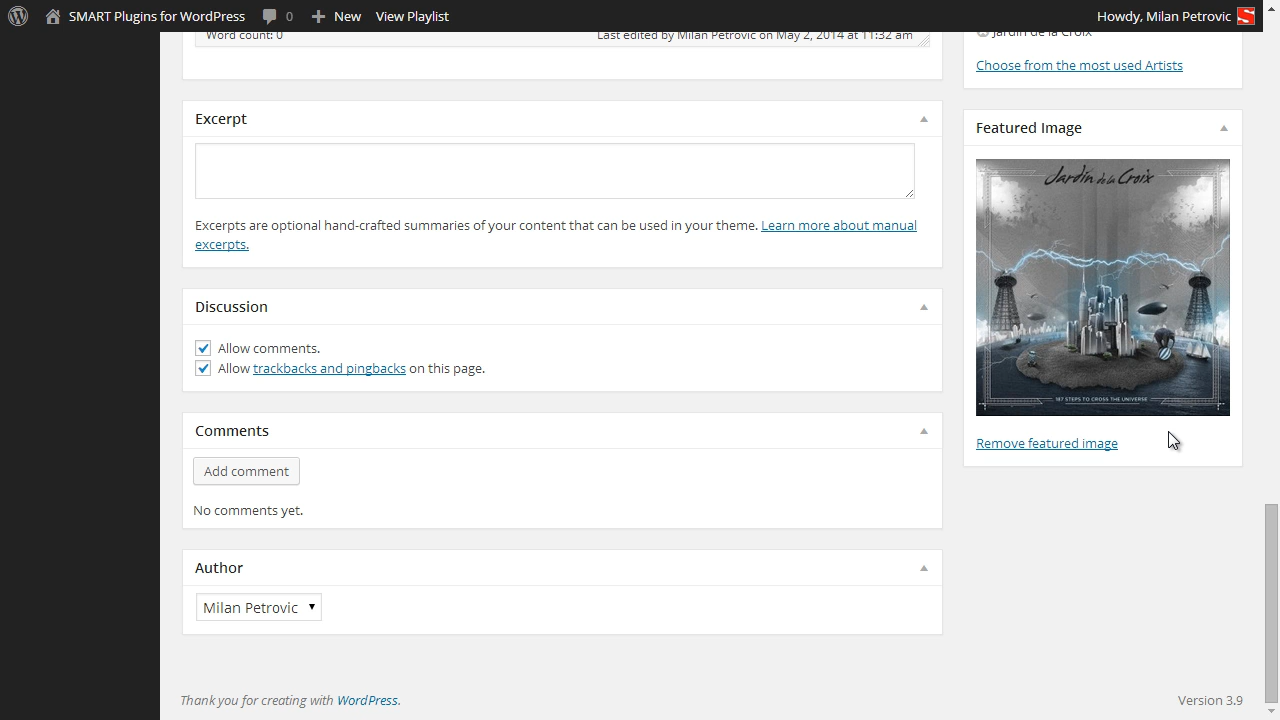 SMART Plugins for WordPress 0 New View Playlist Howdy, Milan Petrovic
Word count: 0 Last edited by Milan Petrovic on May 2, 2014 at 11:32 am
Excerpt
Excerpts are optional hand-crafted summaries of your content that can be used in your theme. Learn more about manual
excerpts.
Discussion
Allow comments.
Allow trackbacks and pingbacks on this page.
Comments
Add comment
No comments yet.
Author
Milan Petrovic
Jardín de la Croix
Choose from the most used Artists
Featured Image
Jardín de la Croix
187 STEPS TO CROSS THE UNIVERSE
Remove featured image
Thank you for creating with WordPress. Version 3.9